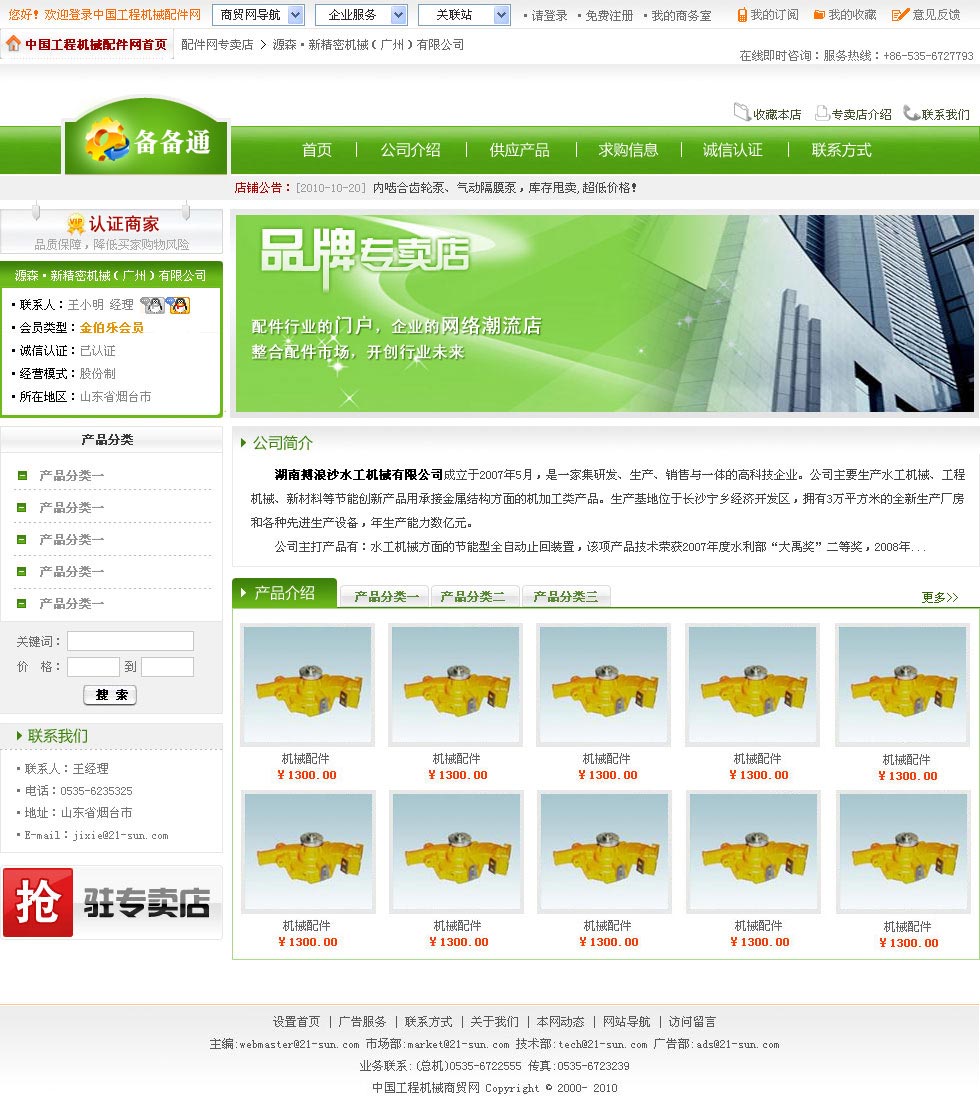 您好！欢迎登录中国工程机械配件网 商贸网导航 企业服务 关联站 ·请登录 ·免费注册 ·我的商务室 我的订阅 我的收藏 意见反馈
中国工程机械配件网首页 配件网专卖店 > 源森·新精密机械（广州）有限公司
在线即时咨询：服务热线：+86-535-6727793
收藏本店 专卖店介绍 联系我们
备备通 首页 | 公司介绍 | 供应产品 | 求购信息 | 诚信认证 | 联系方式
店铺公告：[2010-10-20] 内啮合齿轮泵、气动隔膜泵，库存甩卖,超低价格！
VIP 认证商家
品质保障，降低买家购物风险
源森·新精密机械（广州）有限公司
·联系人：王小明 经理
·会员类型：金伯乐会员
·诚信认证：已认证
·经营模式：股份制
·所在地区：山东省烟台市
品牌专卖店
配件行业的门户，企业的网络潮流店
整合配件市场，开创行业未来
产品分类
产品分类一
产品分类一
产品分类一
产品分类一
产品分类一
关键词：
价 格： 到
搜 索
联系我们
·联系人：王经理
·电话：0535-6235325
·地址：山东省烟台市
·E-mail：jixie@21-sun.com
抢 驻专卖店
公司简介
湖南搏浪沙水工机械有限公司成立于2007年5月，是一家集研发、生产、销售与一体的高科技企业。公司主要生产水工机械、工程
机械、新材料等节能创新产品用承接金属结构方面的机加工类产品。生产基地位于长沙宁乡经济开发区，拥有3万平方米的全新生产厂房
和各种先进生产设备，年生产能力数亿元。
公司主打产品有：水工机械方面的节能型全自动止回装置，该项产品技术荣获2007年度水利部“大禹奖”二等奖，2008年...
产品介绍 产品分类一 产品分类二 产品分类三 更多>>
机械配件 机械配件 机械配件 机械配件 机械配件
¥1300.00 ¥1300.00 ¥1300.00 ¥1300.00 ¥1300.00
机械配件 机械配件 机械配件 机械配件 机械配件
¥1300.00 ¥1300.00 ¥1300.00 ¥1300.00 ¥1300.00
设置首页 | 广告服务 | 联系方式 | 关于我们 | 本网动态 | 网站导航 | 访问留言
主编:webmaster@21-sun.com 市场部:market@21-sun.com 技术部:tech@21-sun.com 广告部:ads@21-sun.com
业务联系:(总机)0535-6722555 传真:0535-6723239
中国工程机械商贸网 Copyright © 2000- 2010